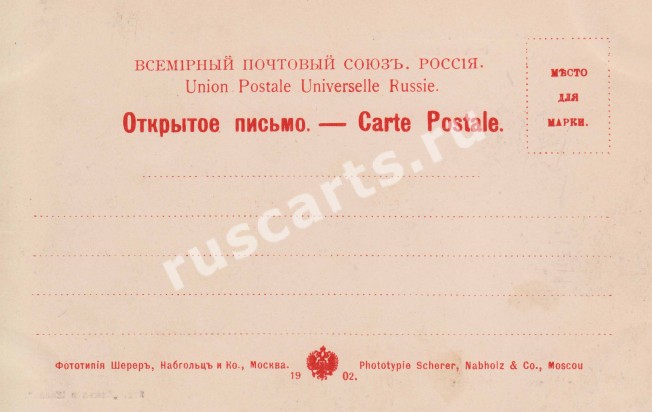 ВСЕМІРНЫЙ ПОЧТОВЫЙ СОЮЗЪ. РОССІЯ.
Union Postale Universelle Russie.
Открытое письмо. — Carte Postale.
МѢСТО
ДЛЯ
МАРКИ.
ruscarts.ru
Фототипія Шереръ, Набгольцъ и Ко., Москва.
Phototypie Scherer, Nabholz & Co., Moscou
19 02.